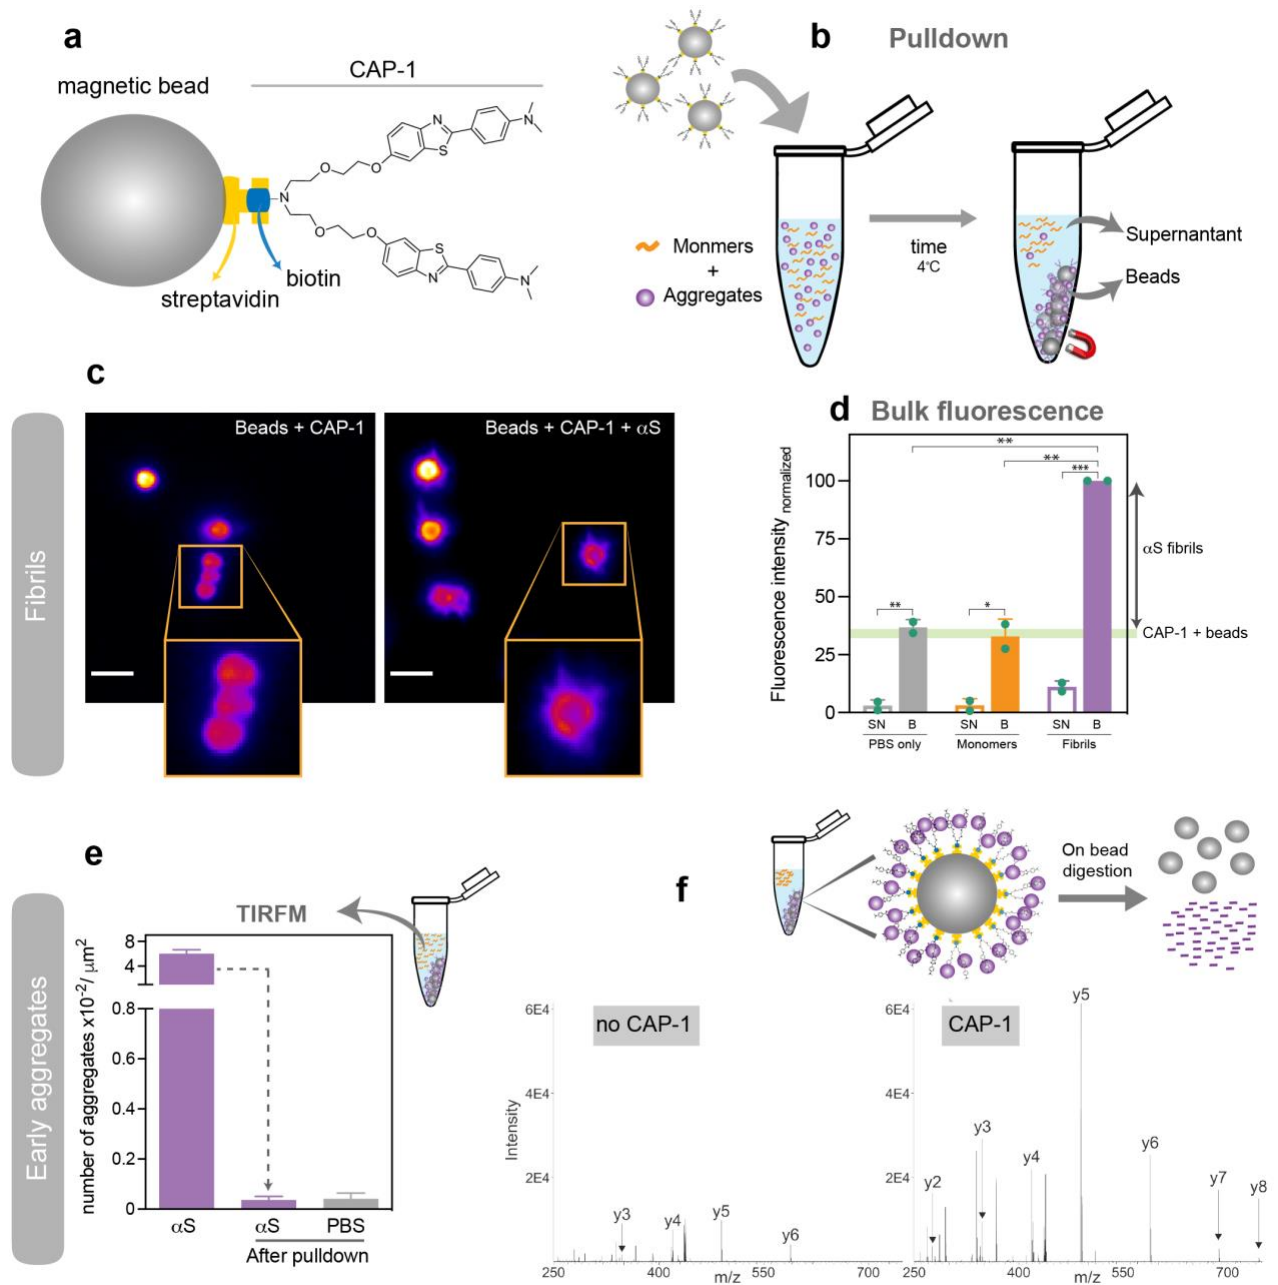 a
magnetic bead
CAP-1
N
S
O
N
O
N
O
O
S
N
N
streptavidin
biotin
b
Pulldown
Monmers
+
Aggregates
time
4°C
Supernantant
Beads
Fibrils
c
Beads + CAP-1
Beads + CAP-1 + αS
d
Bulk fluorescence
Fluorescence intensity normalized
100
75
50
25
0
**
**
***
**
*
αS fibrils
CAP-1 + beads
SN B SN B SN B
PBS only Monomers Fibrils
Early aggregates
e
TIRFM
number of aggregates x10-2/ μm2
8
4
0.8
0.6
0.4
0.2
0
αS αS PBS
After pulldown
f
On bead
digestion
no CAP-1
Intensity
6E4
4E4
2E4
y3 y4 y5 y6
250 400 550 700
m/z
CAP-1
6E4
4E4
2E4
y2 y3 y4 y5 y6 y7 y8
250 400 550 700
m/z